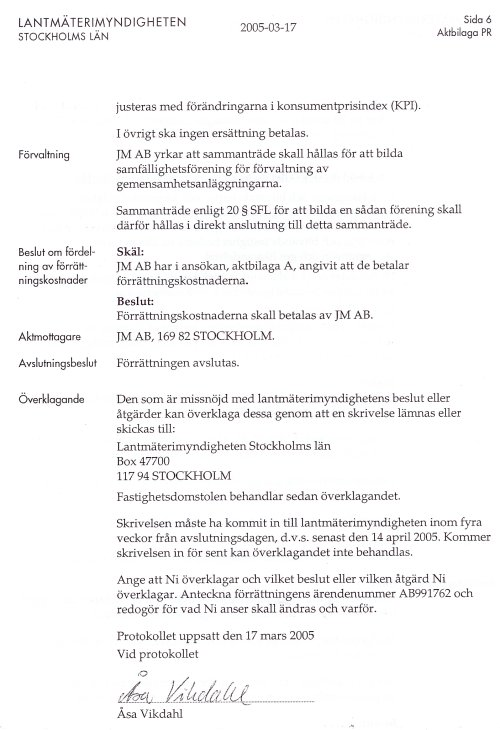 LANTMÄTERIMYNDIGHETEN
STOCKHOLMS LÄN
2005-03-17
Sida 6
Aktbilaga PR
justeras med förändringarna i konsumentprisindex (KPI).
I övrigt ska ingen ersättning betalas.
Förvaltning
JM AB yrkar att sammanträde skall hållas för att bilda
samfällighetsförening för förvaltning av
gemensamhetsanläggningarna.
Sammanträde enligt 20 § SFL för att bilda en sådan förening skall
därför hållas i direkt anslutning till detta sammanträde.
Beslut om fördel-
ning av förrätt-
ningskostnader
Skäl:
JM AB har i ansökan, aktbilaga A, angivit att de betalar
förrättningskostnaderna.
Beslut:
Förrättningskostnaderna skall betalas av JM AB.
Aktmottagare
JM AB, 169 82 STOCKHOLM.
Avslutningsbeslut
Förrättningen avslutas.
Överklagande
Den som är missnöjd med lantmäterimyndighetens beslut eller
åtgärder kan överklaga dessa genom att en skrivelse lämnas eller
skickas till:
Lantmäterimyndigheten Stockholms län
Box 47700
117 94 STOCKHOLM
Fastighetsdomstolen behandlar sedan överklagandet.
Skrivelsen måste ha kommit in till lantmäterimyndigheten inom fyra
veckor från avslutningsdagen, d.v.s. senast den 14 april 2005. Kommer
skrivelsen in för sent kan överklagandet inte behandlas.
Ange att Ni överklagar och vilket beslut eller vilken åtgärd Ni
överklagar. Anteckna förrättningens ärendenummer AB991762 och
redogör för vad Ni anser skall ändras och varför.
Protokollet uppsatt den 17 mars 2005
Vid protokollet
Åsa Vikdahl
Åsa Vikdahl